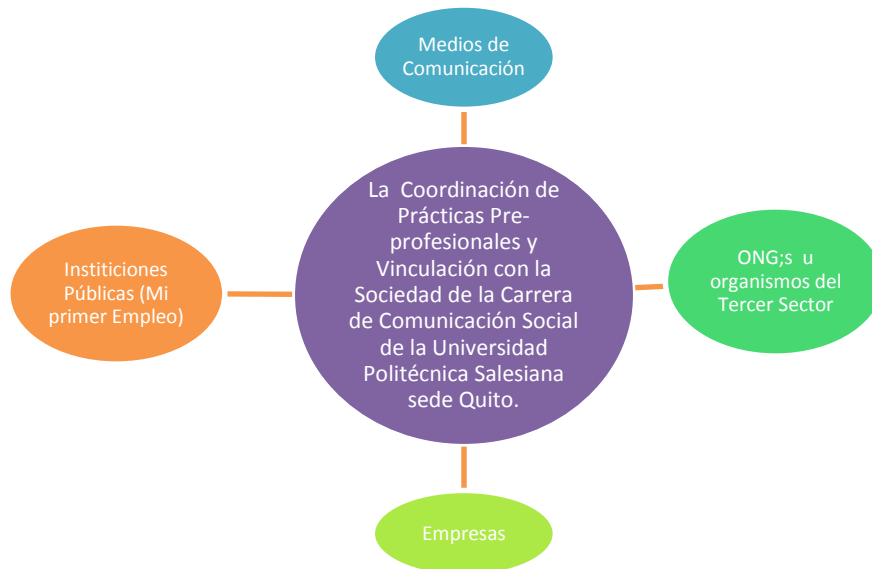 Medios de
Comunicación
La Coordinación de
Prácticas Pre-
profesionales y
Vinculación con la
Sociedad de la Carrera
de Comunicación Social
de la Universidad
Politécnica Salesiana
sede Quito.
Instituciones
Públicas (Mi
primer Empleo)
ONG;s u
organismos del
Tercer Sector
Empresas